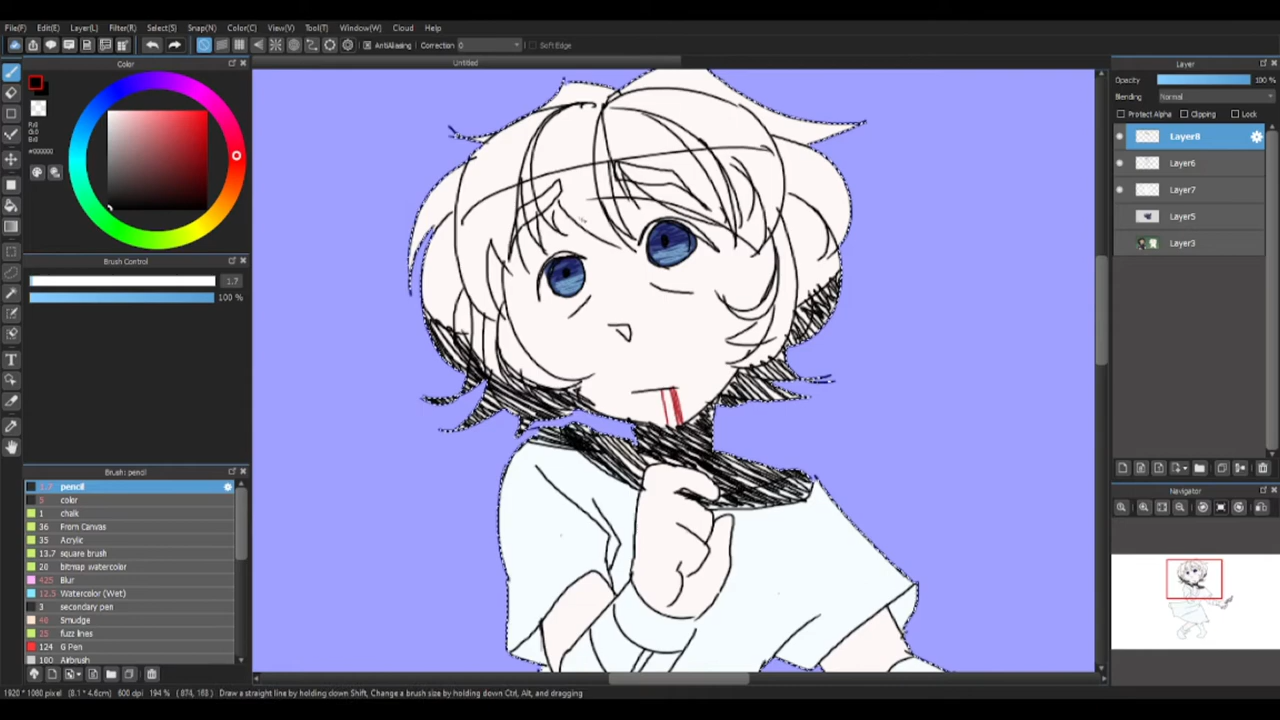 File(F) Edit(E) Layer(L) Filter(R) Select(S) Snap(N) Color(C) View(V) Tool(T) Window(W) Cloud Help
AntiAliasing Correction 0 Soft Edge
Color
Untitled
Layer
Opacity 100 %
Blending Normal
Protect Alpha Clipping Lock
Layer8
Layer6
Layer7
Layer5
Layer3
R:0
G:0
B:0
#000000
Brush Control
1.7
100 %
Brush: pencil
1.7 pencil
5 color
1 chalk
36 From Canvas
35 Acrylic
13.7 square brush
20 bitmap watercolor
425 Blur
12.5 Watercolor (Wet)
3 secondary pen
40 Smudge
25 fuzz lines
124 G Pen
100 Airbrush
Navigator
1920 * 1080 pixel (8.1 * 4.6cm) 600 dpi 194 % ( 874, 165 ) Draw a straight line by holding down Shift, Change a brush size by holding down Ctrl, Alt, and dragging